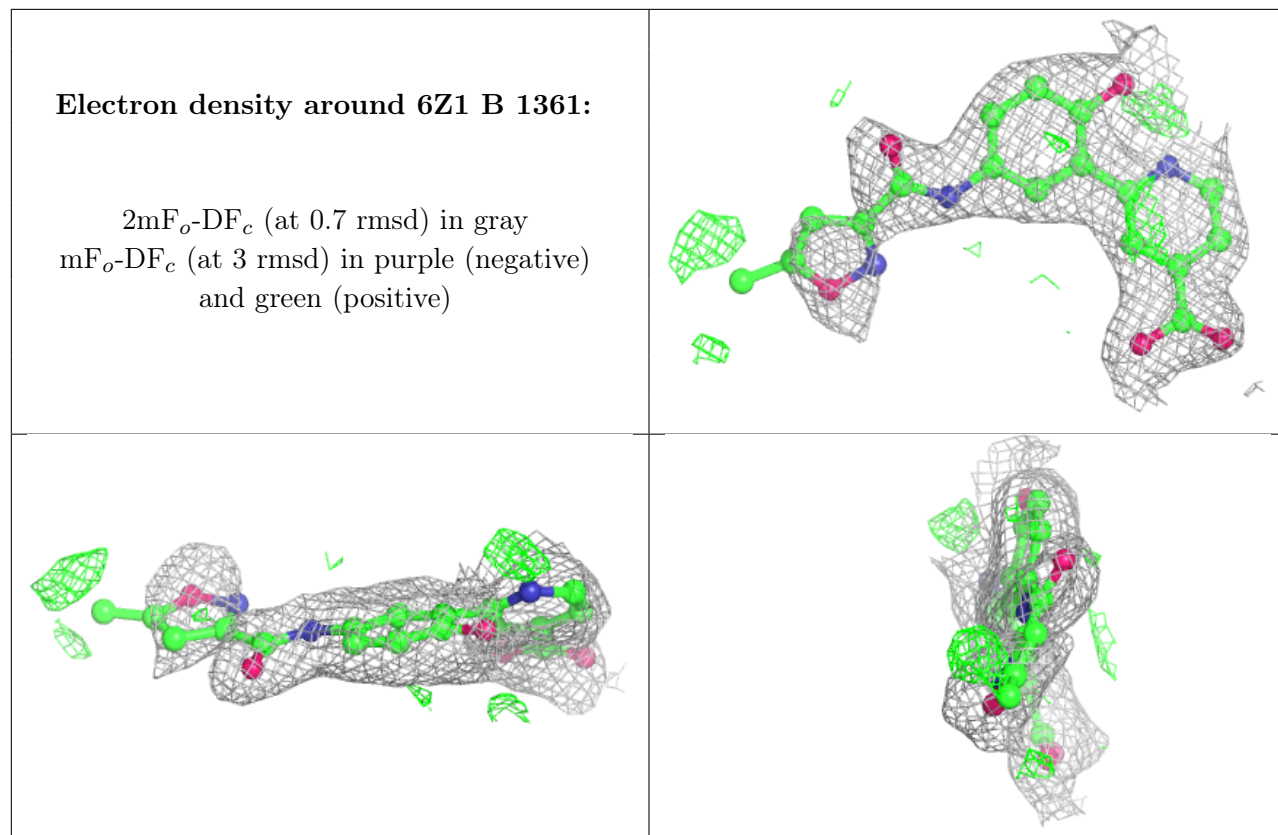 Electron density around 6Z1 B 1361:
2mFo-DFc (at 0.7 rmsd) in gray
mFo-DFc (at 3 rmsd) in purple (negative)
and green (positive)